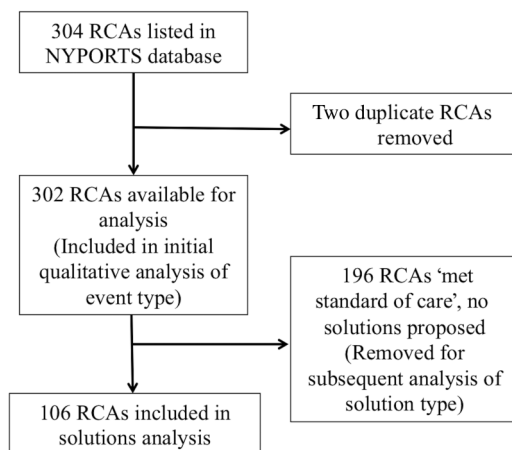 304 RCAs listed in
NYPORTS database
Two duplicate RCAs
removed
302 RCAs available for
analysis
(Included in initial
qualitative analysis of
event type)
196 RCAs ‘met
standard of care’, no
solutions proposed
(Removed for
subsequent analysis of
solution type)
106 RCAs included in
solutions analysis